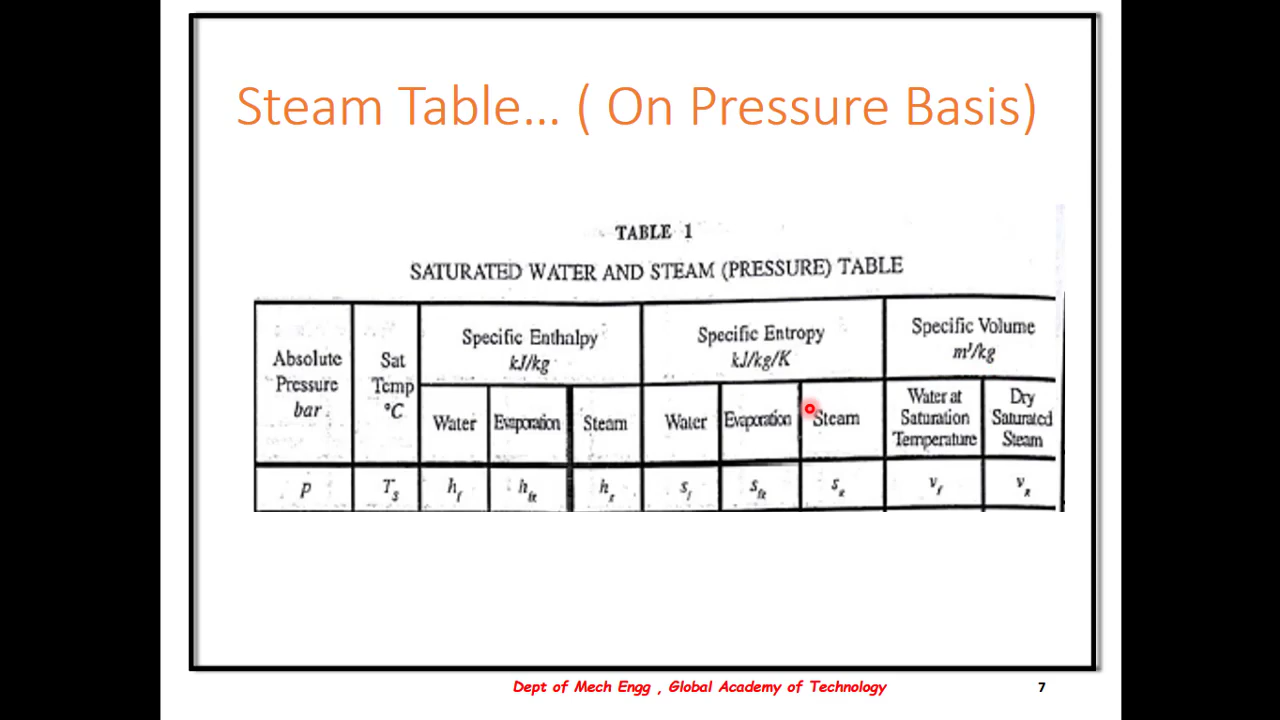 Steam Table... ( On Pressure Basis)
TABLE 1
SATURATED WATER AND STEAM (PRESSURE) TABLE
Absolute Pressure bar
Sat Temp °C
Specific Enthalpy kJ/kg
Specific Entropy kJ/kg/K
Specific Volume m³/kg
Water
Evaporation
Steam
Water
Evaporation
Steam
Water at Saturation Temperature
Dry Saturated Steam
p
Ts
hf
hfg
hg
sf
sfg
sg
vf
vg
Dept of Mech Engg , Global Academy of Technology
7